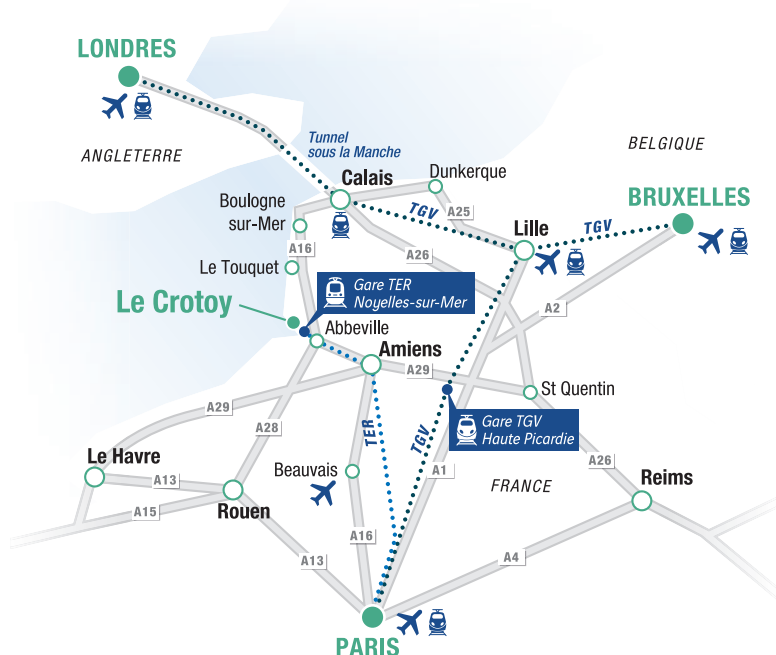 LONDRES
ANGLETERRE
Tunnel
sous la Manche
BELGIQUE
Dunkerque
Calais
BRUXELLES
Boulogne
sur-Mer
TGV
A25
Lille
TGV
A16
A26
Le Touquet
Gare TER
Noyelles-sur-Mer
Le Crotoy
A2
Abbeville
Amiens
A29
St Quentin
A29
A28
TER
TGV
Gare TGV
Haute Picardie
Le Havre
A13
Beauvais
A1
A26
Reims
FRANCE
Rouen
A15
A16
A13
A4
PARIS